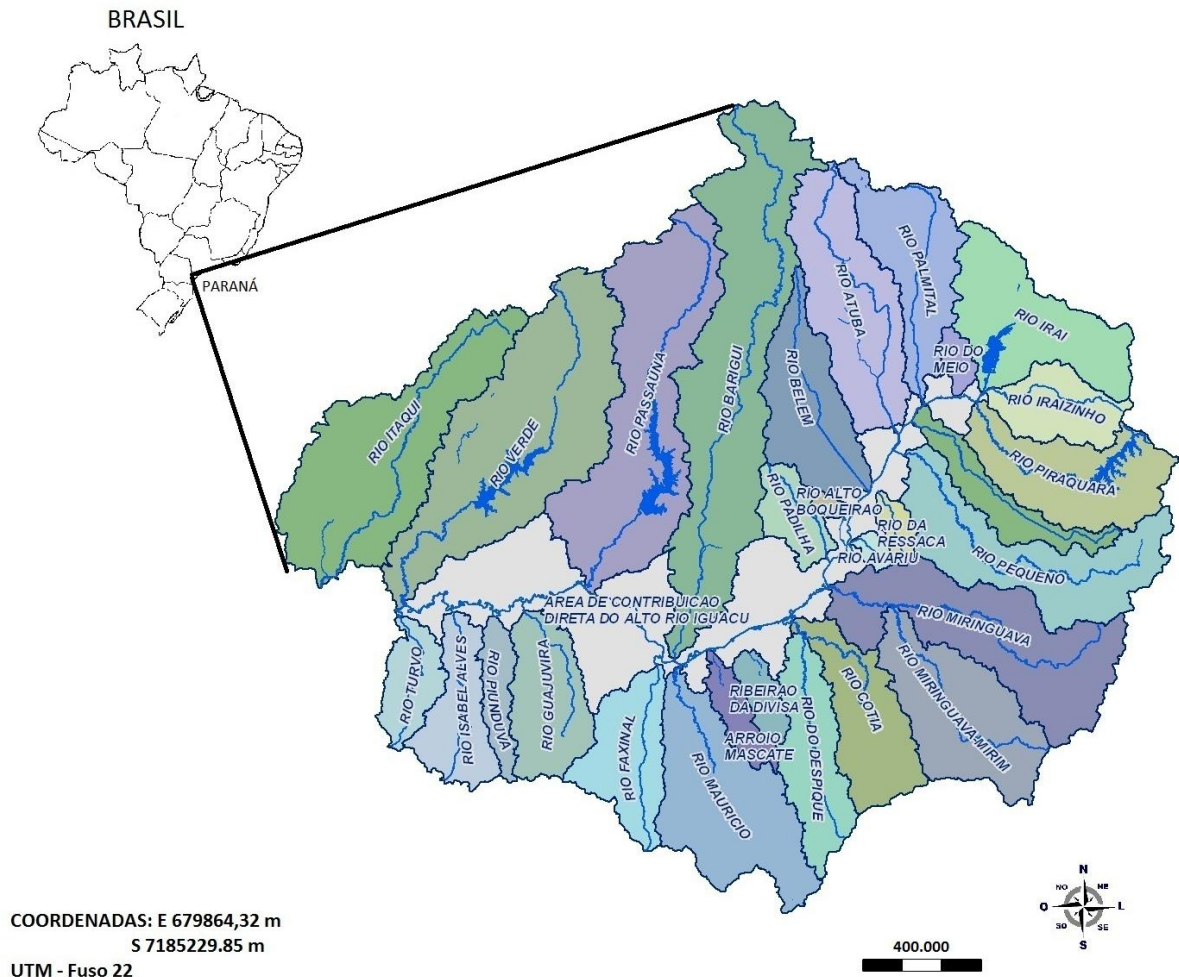 BRASIL
PARANÁ
RIO PALMITAL
RIO ATUBA
RIO IRAI
RIO DO
MEIO
RIO BELEM
RIO BARIGUI
RIO PASSAÚNA
RIO IRAIZINHO
RIO ITAQUI
RIO VERDE
RIO PIRAQUARA
RIO ALTO
BOQUEIRAO
RIO PADILHA
RIO DA
RESSACA
RIO AVARIU
RIO PEQUENO
AREA DE CONTRIBUICAO
DIRETA DO ALTO RIO IGUACU
RIO MIRINGUAVA
RIO TURVO
RIO ISABEL ALVES
RIO PIUNDUVA
RIO GUAJUVIRA
RIBEIRAO
DA DIVISA
RIO COTIA
RIO MIRINGUAVA-MIRIM
RIO FAXINAL
ARROIO
MASCATE
RIO DO DESPIQUE
RIO MAURICIO
N
NO
NE
O
L
SO
SE
S
COORDENADAS: E 679864,32 m
S 7185229.85 m
UTM - Fuso 22
400.000